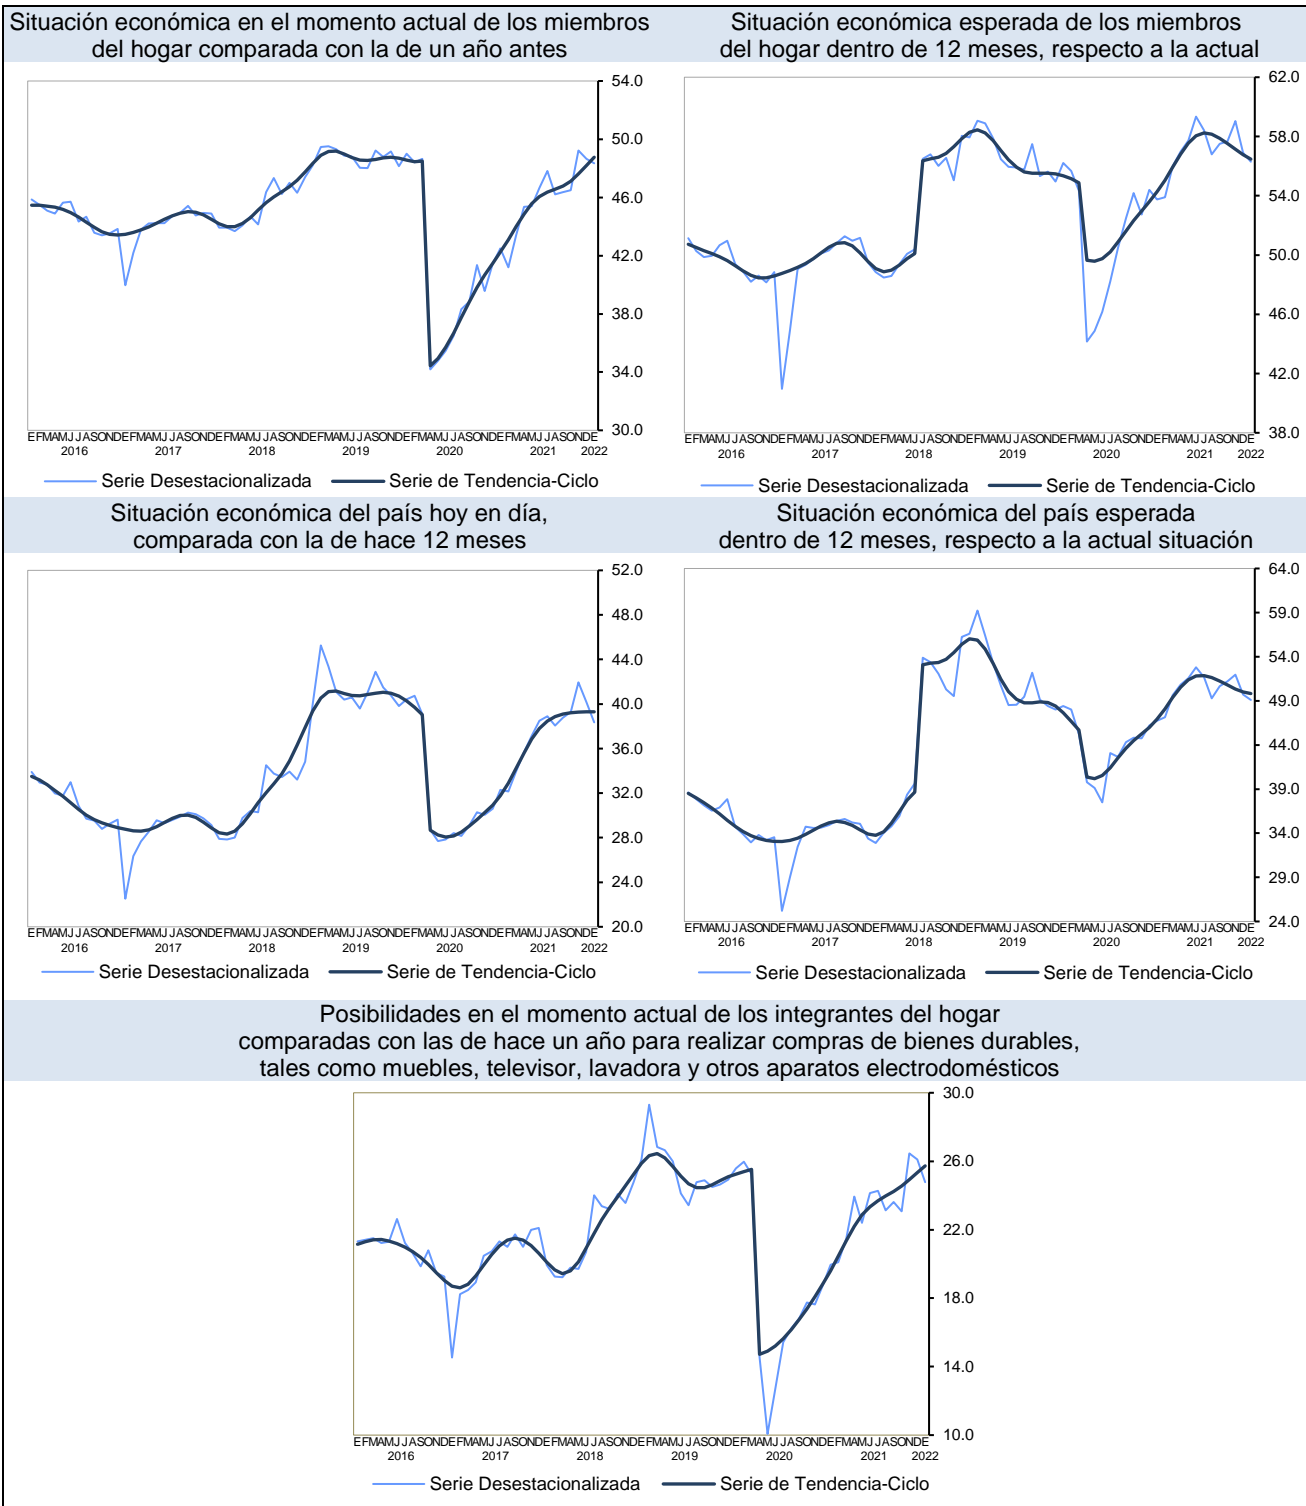 Situación económica en el momento actual de los miembros
del hogar comparada con la de un año antes
Situación económica esperada de los miembros
del hogar dentro de 12 meses, respecto a la actual
54.0
50.0
46.0
42.0
38.0
34.0
30.0
EFMAMJJASONDEFMAMJJASONDEFMAMJJASONDEFMAMJJASONDEFMAMJJASONDEFMAMJJASONDE
2016 2017 2018 2019 2020 2021 2022
Serie Desestacionalizada Serie de Tendencia-Ciclo
62.0
58.0
54.0
50.0
46.0
42.0
38.0
EFMAMJJASONDEFMAMJJASONDEFMAMJJASONDEFMAMJJASONDEFMAMJJASONDEFMAMJJASONDE
2016 2017 2018 2019 2020 2021 2022
Serie Desestacionalizada Serie de Tendencia-Ciclo
Situación económica del país hoy en día,
comparada con la de hace 12 meses
Situación económica del país esperada
dentro de 12 meses, respecto a la actual situación
52.0
48.0
44.0
40.0
36.0
32.0
28.0
24.0
20.0
EFMAMJJASONDEFMAMJJASONDEFMAMJJASONDEFMAMJJASONDEFMAMJJASONDEFMAMJJASONDE
2016 2017 2018 2019 2020 2021 2022
Serie Desestacionalizada Serie de Tendencia-Ciclo
64.0
59.0
54.0
49.0
44.0
39.0
34.0
29.0
24.0
EFMAMJJASONDEFMAMJJASONDEFMAMJJASONDEFMAMJJASONDEFMAMJJASONDEFMAMJJASONDE
2016 2017 2018 2019 2020 2021 2022
Serie Desestacionalizada Serie de Tendencia-Ciclo
Posibilidades en el momento actual de los integrantes del hogar
comparadas con las de hace un año para realizar compras de bienes durables,
tales como muebles, televisor, lavadora y otros aparatos electrodomésticos
30.0
26.0
22.0
18.0
14.0
10.0
EFMAMJJASONDEFMAMJJASONDEFMAMJJASONDEFMAMJJASONDEFMAMJJASONDEFMAMJJASONDE
2016 2017 2018 2019 2020 2021 2022
Serie Desestacionalizada Serie de Tendencia-Ciclo